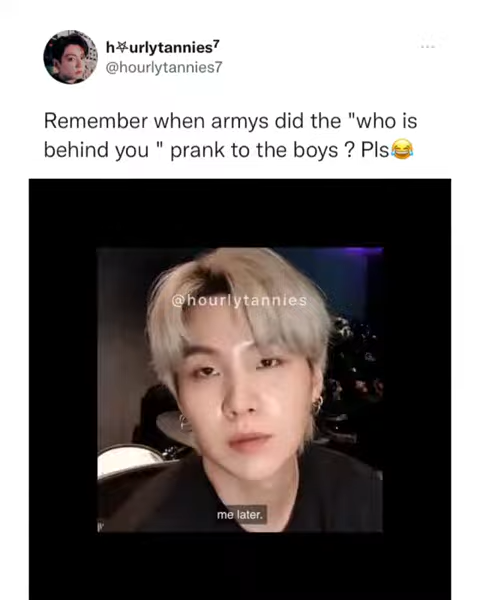 h⛧urlytannies⁷
@hourlytannies7
Remember when armys did the "who is
behind you " prank to the boys ? Pls😂
@hourlytannies
me later.